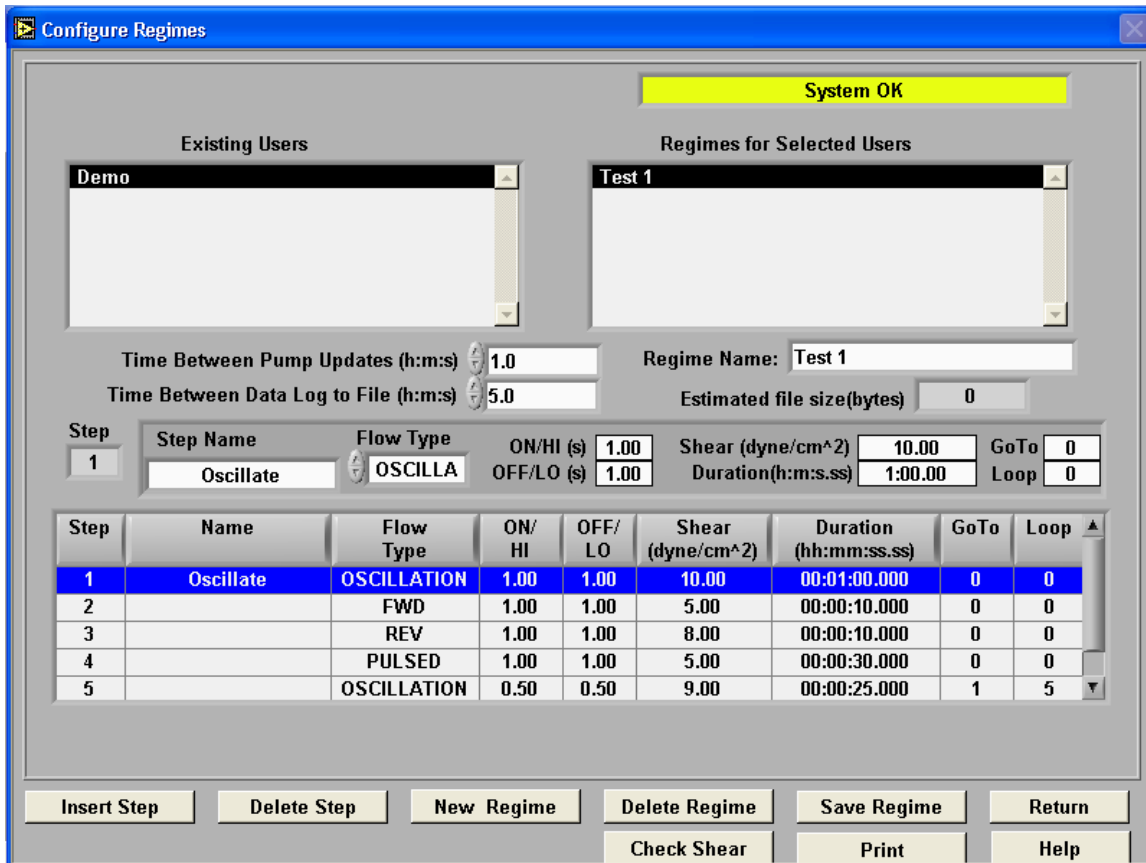 Configure Regimes
System OK
Existing Users
Regimes for Selected Users
Demo
Test 1
Time Between Pump Updates (h:m:s) 1.0
Regime Name: Test 1
Time Between Data Log to File (h:m:s) 5.0
Estimated file size(bytes) 0
Step
Step Name
Flow Type
ON/HI (s) 1.00
Shear (dyne/cm^2) 10.00
GoTo 0
1
Oscillate
OSCILLA
OFF/LO (s) 1.00
Duration(h:m:s.ss) 1:00.00
Loop 0
Step Name Flow Type ON/HI OFF/LO Shear (dyne/cm^2) Duration (hh:mm:ss.ss) GoTo Loop
1 Oscillate OSCILLATION 1.00 1.00 10.00 00:01:00.000 0 0
2 FWD 1.00 1.00 5.00 00:00:10.000 0 0
3 REV 1.00 1.00 8.00 00:00:10.000 0 0
4 PULSED 1.00 1.00 5.00 00:00:30.000 0 0
5 OSCILLATION 0.50 0.50 9.00 00:00:25.000 1 5
Insert Step Delete Step New Regime Delete Regime Save Regime Return
Check Shear Print Help